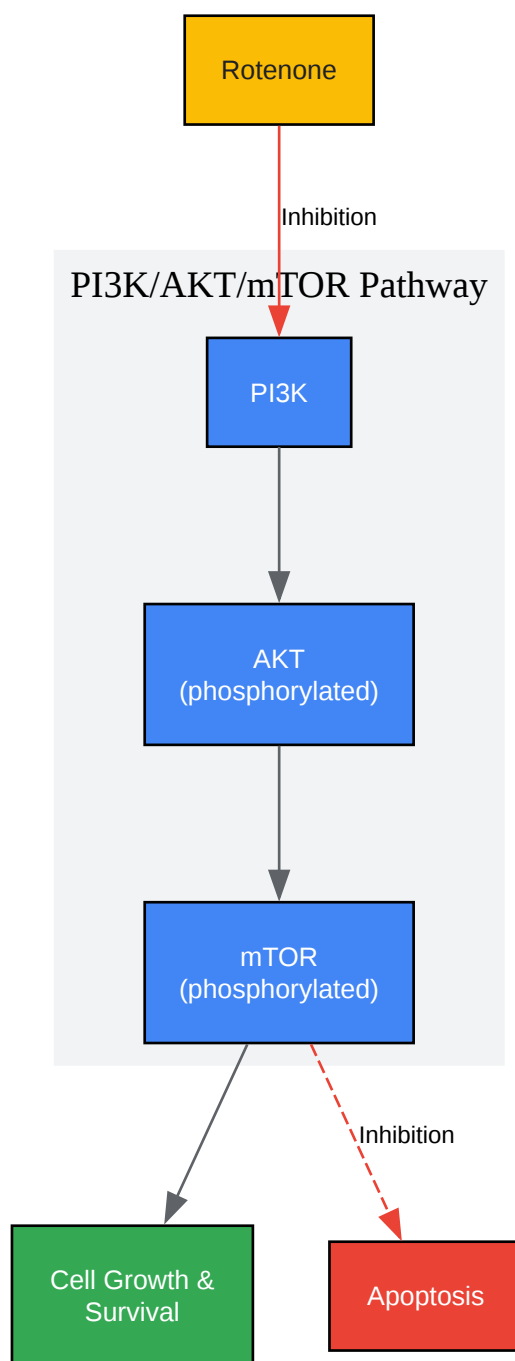 Rotenone
Inhibition
PI3K/AKT/mTOR Pathway
PI3K
AKT
(phosphorylated)
mTOR
(phosphorylated)
Inhibition
Cell Growth &
Survival
Apoptosis